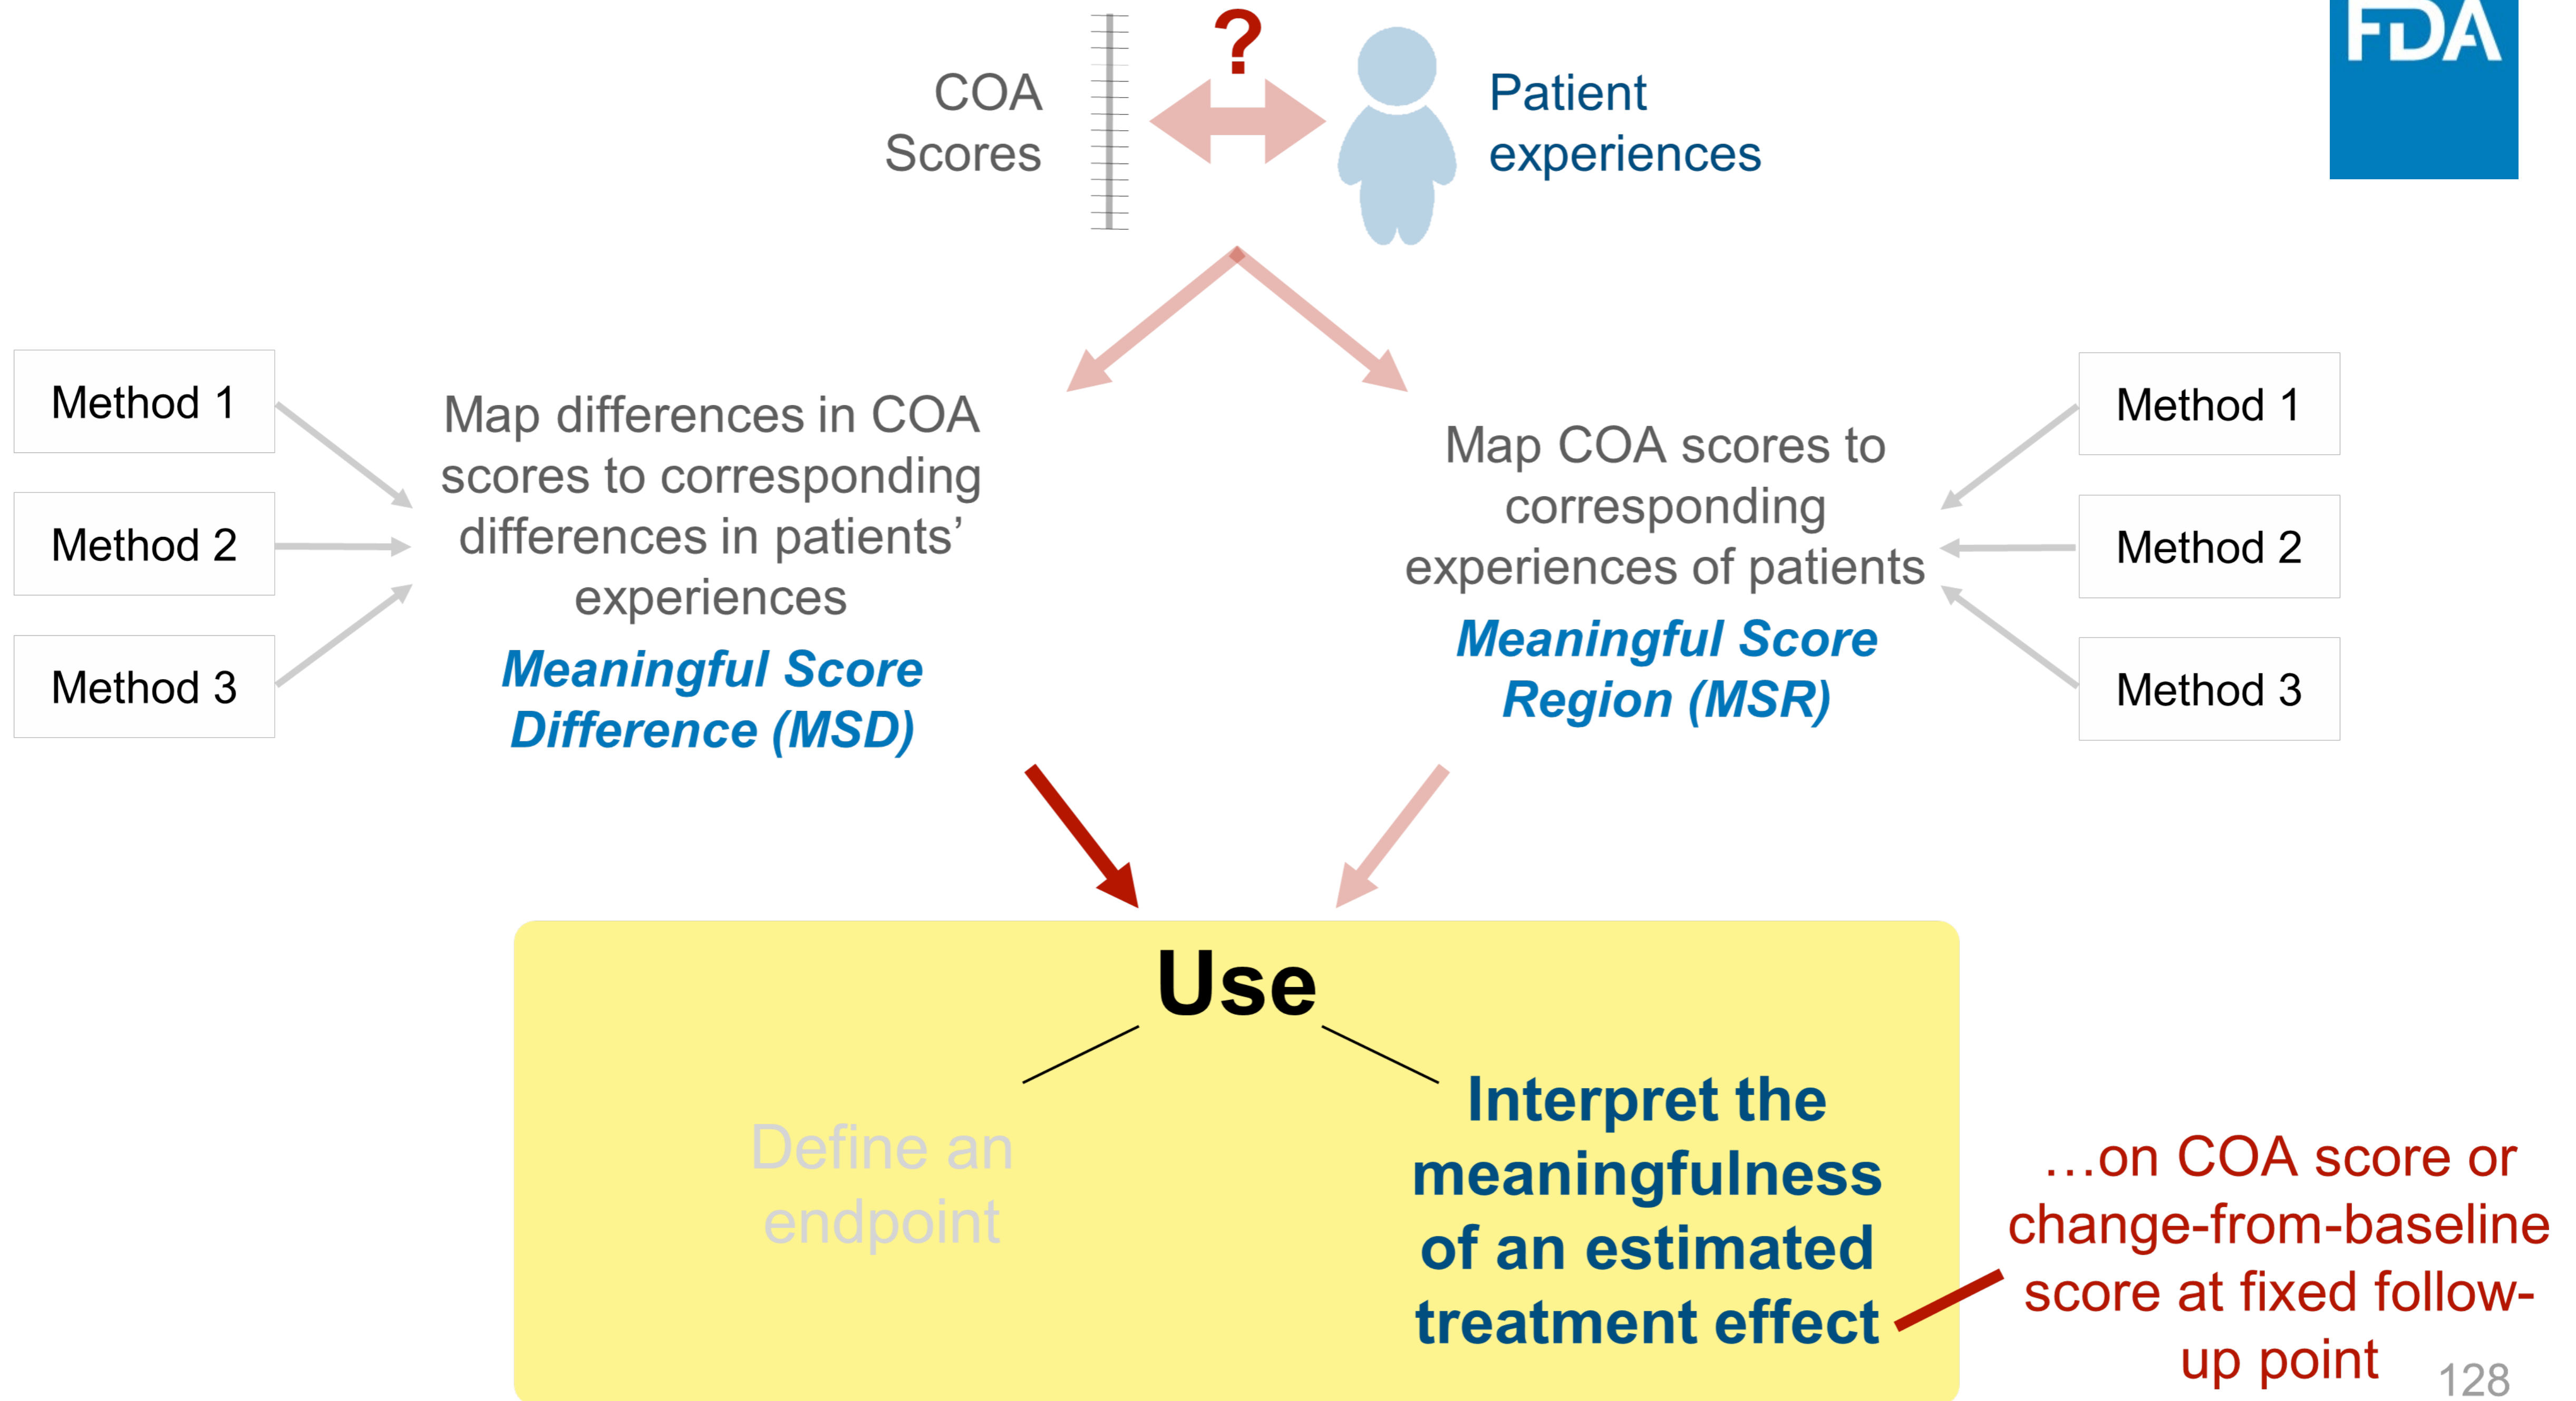 FDA
?
COA
Scores
Patient
experiences
Method 1
Method 2
Method 3
Map differences in COA
scores to corresponding
differences in patients’
experiences
Meaningful Score
Difference (MSD)
Map COA scores to
corresponding
experiences of patients
Meaningful Score
Region (MSR)
Method 1
Method 2
Method 3
Use
Define an
endpoint
Interpret the
meaningfulness
of an estimated
treatment effect
…on COA score or
change-from-baseline
score at fixed follow-
up point
128